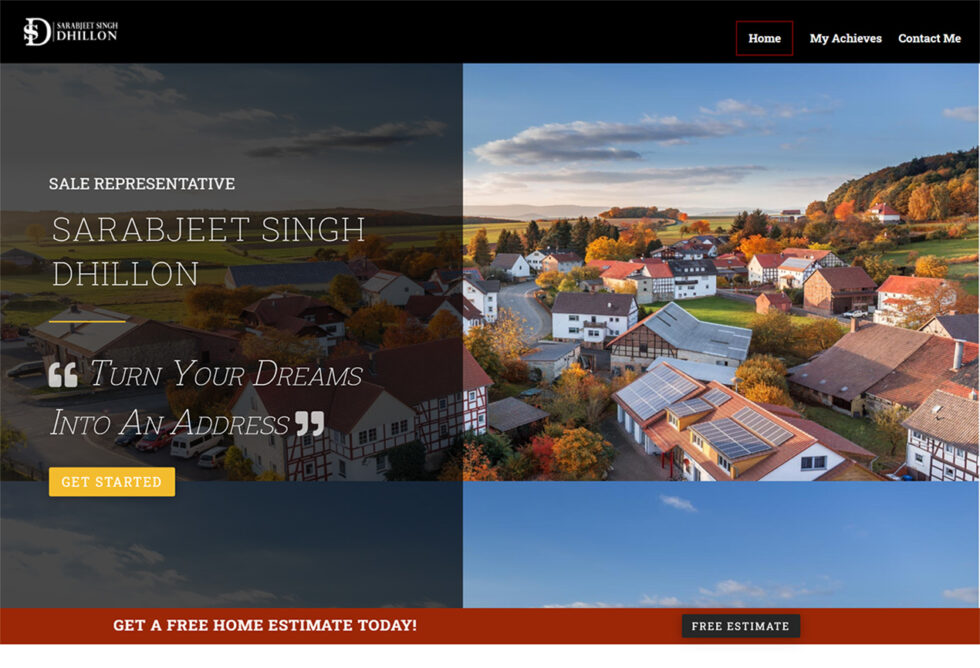 SARABJEET SINGH
DHILLON
Home
My Achieves
Contact Me
SALE REPRESENTATIVE
SARABJEET SINGH
DHILLON
❝ Turn Your Dreams
Into An Address ❞
GET STARTED
GET A FREE HOME ESTIMATE TODAY!
FREE ESTIMATE